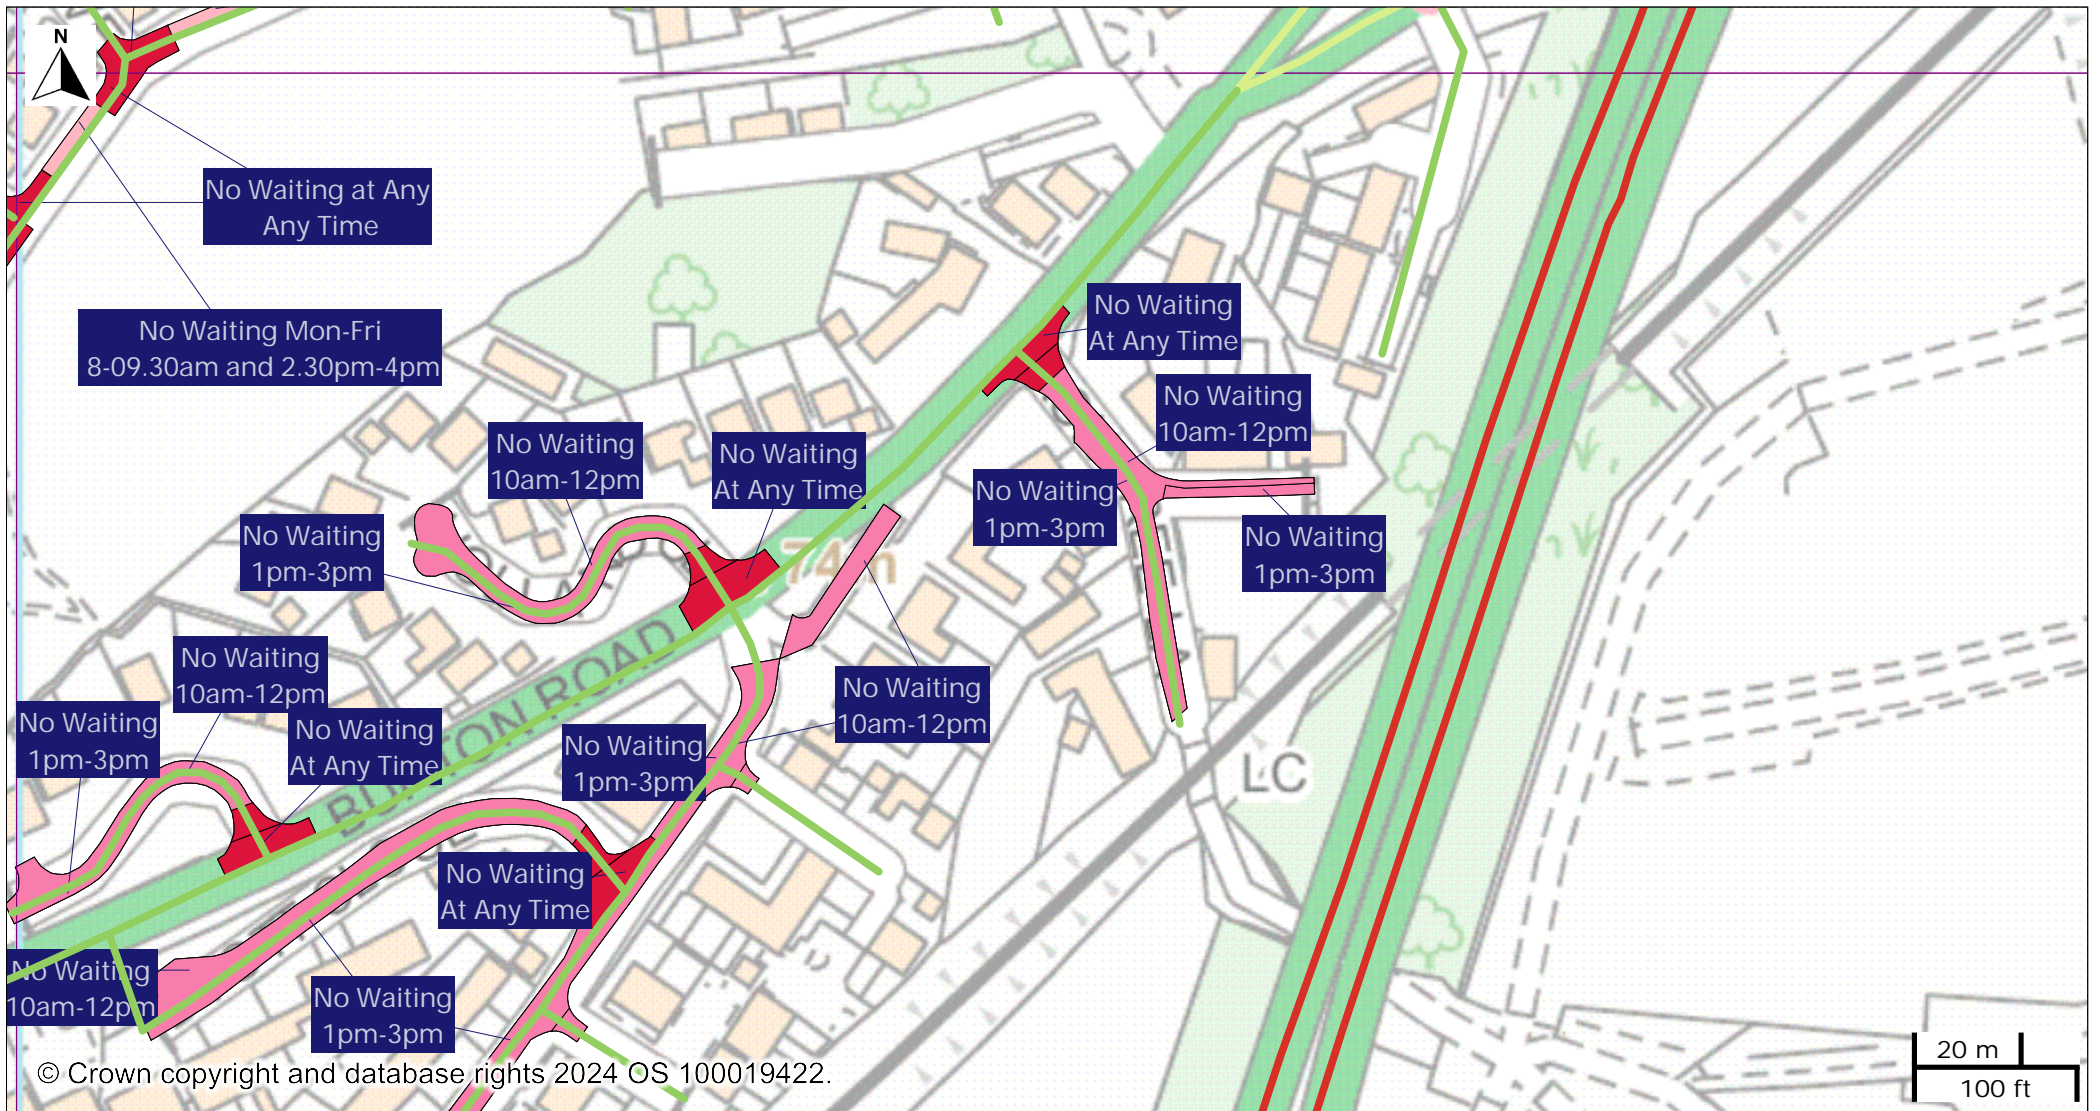 N
No Waiting at Any
Any Time
No Waiting Mon-Fri
8-09.30am and 2.30pm-4pm
No Waiting
At Any Time
No Waiting
10am-12pm
No Waiting
10am-12pm
No Waiting
At Any Time
No Waiting
1pm-3pm
No Waiting
1pm-3pm
No Waiting
1pm-3pm
74m
No Waiting
10am-12pm
No Waiting
10am-12pm
No Waiting
1pm-3pm
No Waiting
At Any Time
No Waiting
1pm-3pm
ROAD
LC
No Waiting
At Any Time
No Waiting
10am-12pm
No Waiting
1pm-3pm
© Crown copyright and database rights 2024 OS 100019422.
20 m
100 ft